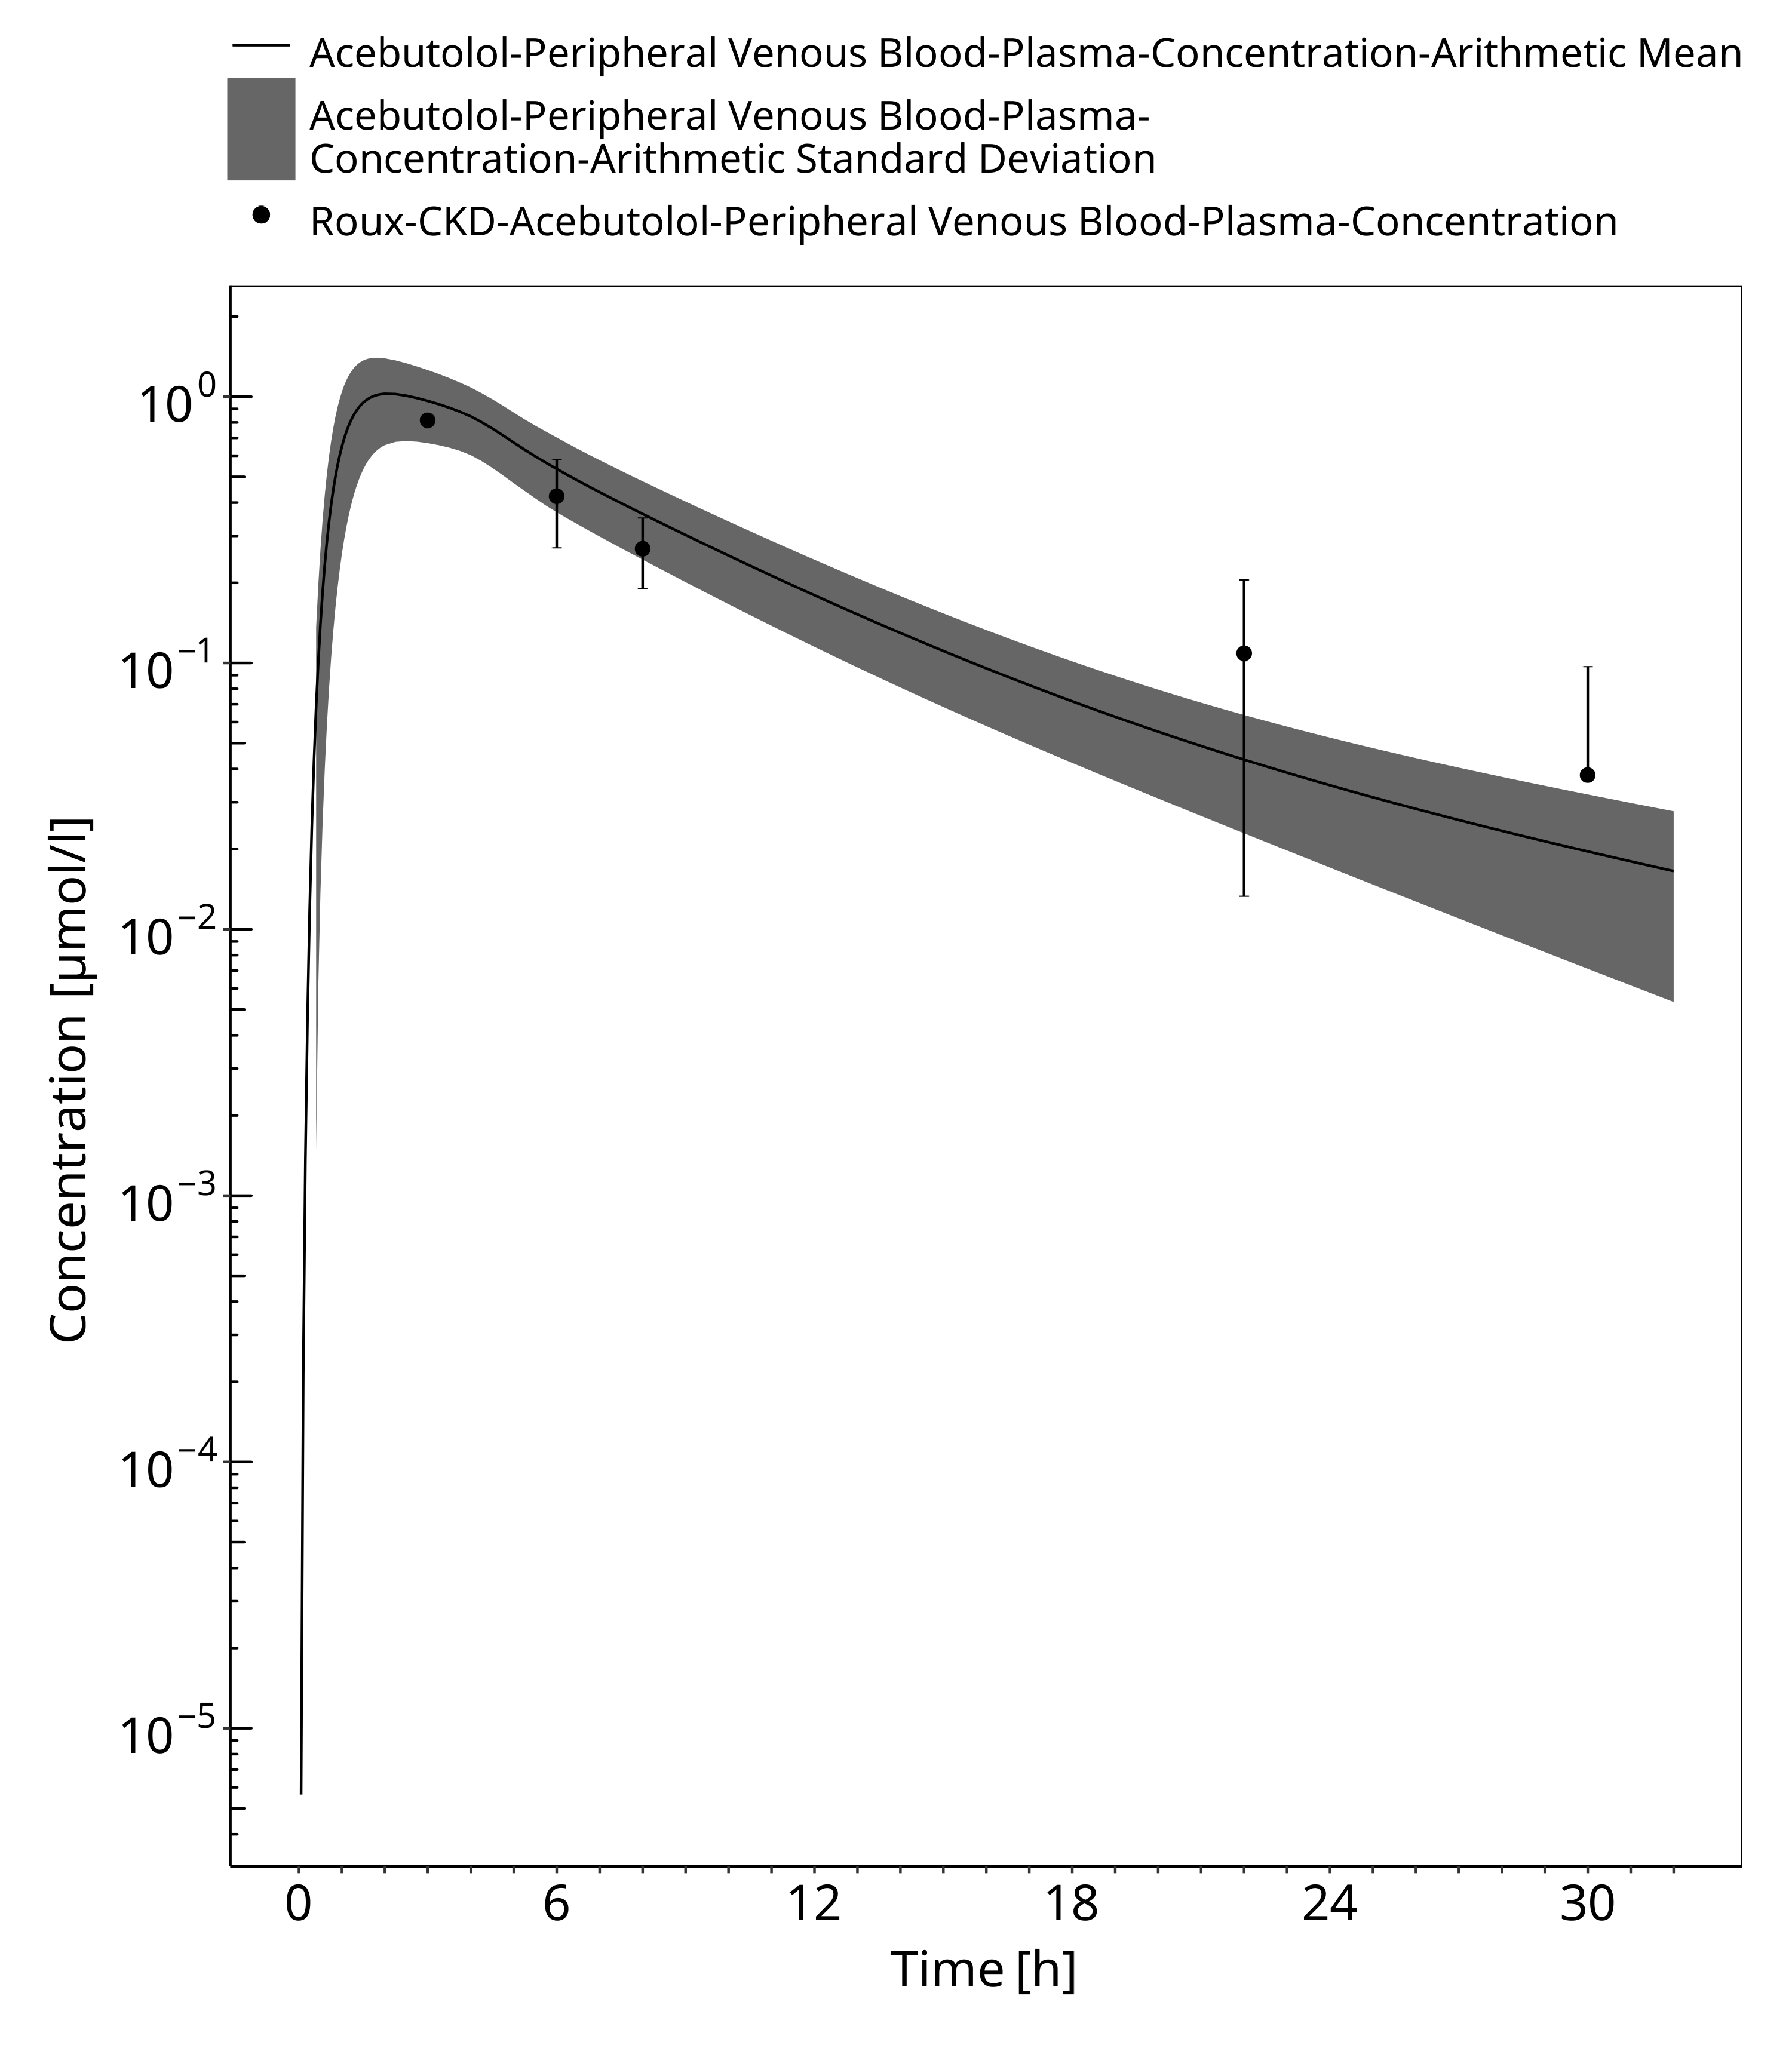 Acebutolol-Peripheral Venous Blood-Plasma-Concentration-Arithmetic Mean
Acebutolol-Peripheral Venous Blood-Plasma-
Concentration-Arithmetic Standard Deviation
Roux-CKD-Acebutolol-Peripheral Venous Blood-Plasma-Concentration
10⁰
10⁻¹
10⁻²
10⁻³
10⁻⁴
10⁻⁵
Concentration [µmol/l]
0 6 12 18 24 30
Time [h]